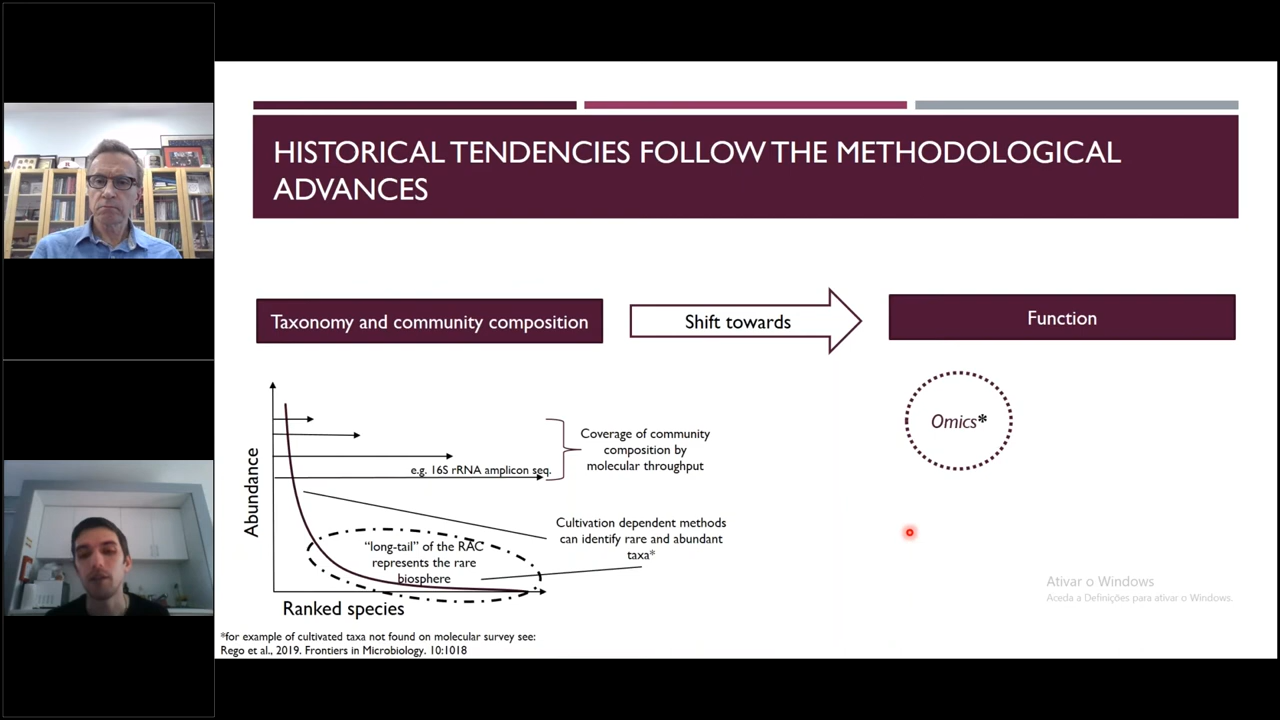 HISTORICAL TENDENCIES FOLLOW THE METHODOLOGICAL
ADVANCES
Taxonomy and community composition
Shift towards
Function
Omics*
Abundance
e.g. 16S rRNA amplicon seq.
Coverage of community
composition by
molecular throughput
Cultivation dependent methods
can identify rare and abundant
taxa*
“long-tail” of the RAC
represents the rare
biosphere
Ranked species
*for example of cultivated taxa not found on molecular survey see:
Rego et al., 2019. Frontiers in Microbiology. 10:1018
Ativar o Windows
Aceda a Definições para ativar o Windows.